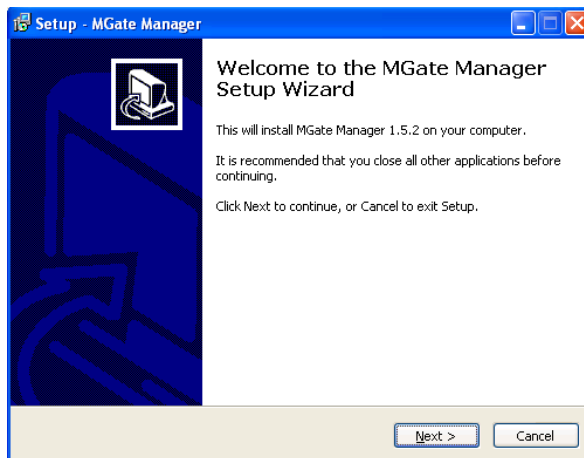 Setup - MGate Manager
Welcome to the MGate Manager
Setup Wizard
This will install MGate Manager 1.5.2 on your computer.
It is recommended that you close all other applications before
continuing.
Click Next to continue, or Cancel to exit Setup.
Next >
Cancel